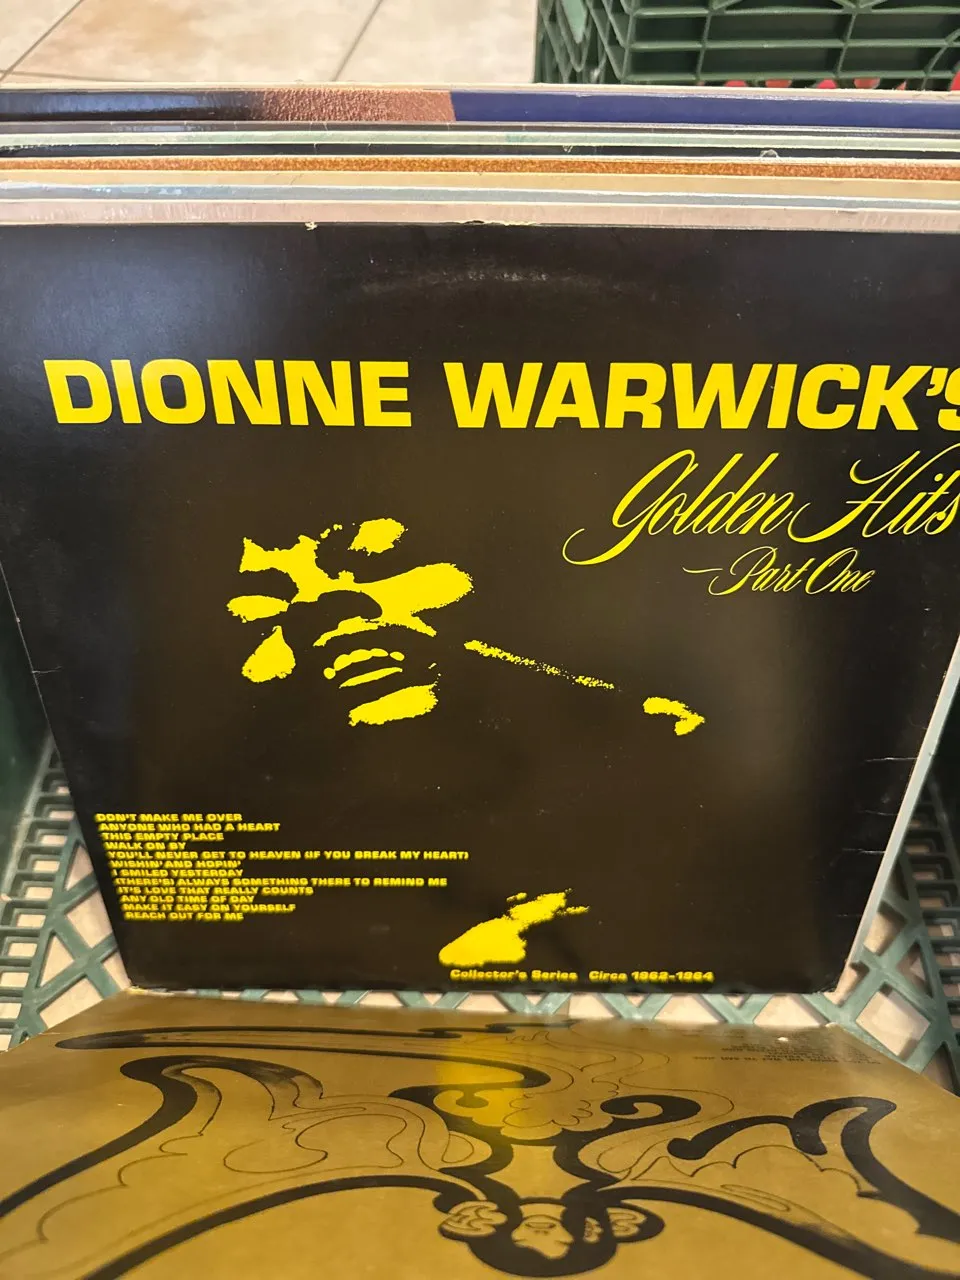 DIONNE WARWICK'S
Golden Hits
Part One
DON'T MAKE ME OVER
ANYONE WHO HAD A HEART
THIS EMPTY PLACE
WALK ON BY
YOU'LL NEVER GET TO HEAVEN (IF YOU BREAK MY HEART)
WISHIN' AND HOPIN'
I SMILED YESTERDAY
(THERE'S) ALWAYS SOMETHING THERE TO REMIND ME
IT'S LOVE THAT REALLY COUNTS
ANY OLD TIME OF DAY
MAKE IT EASY ON YOURSELF
REACH OUT FOR ME
Collector's Series Circa 1962-1964